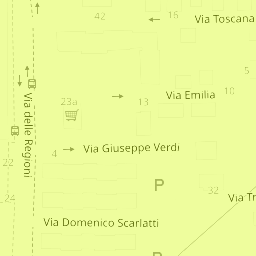 42
16
Via Toscana
5
23a
13
Via Emilia
10
Via delle Regioni
4
Via Giuseppe Verdi
22
P
32
24
Via Domenico Scarlatti
P